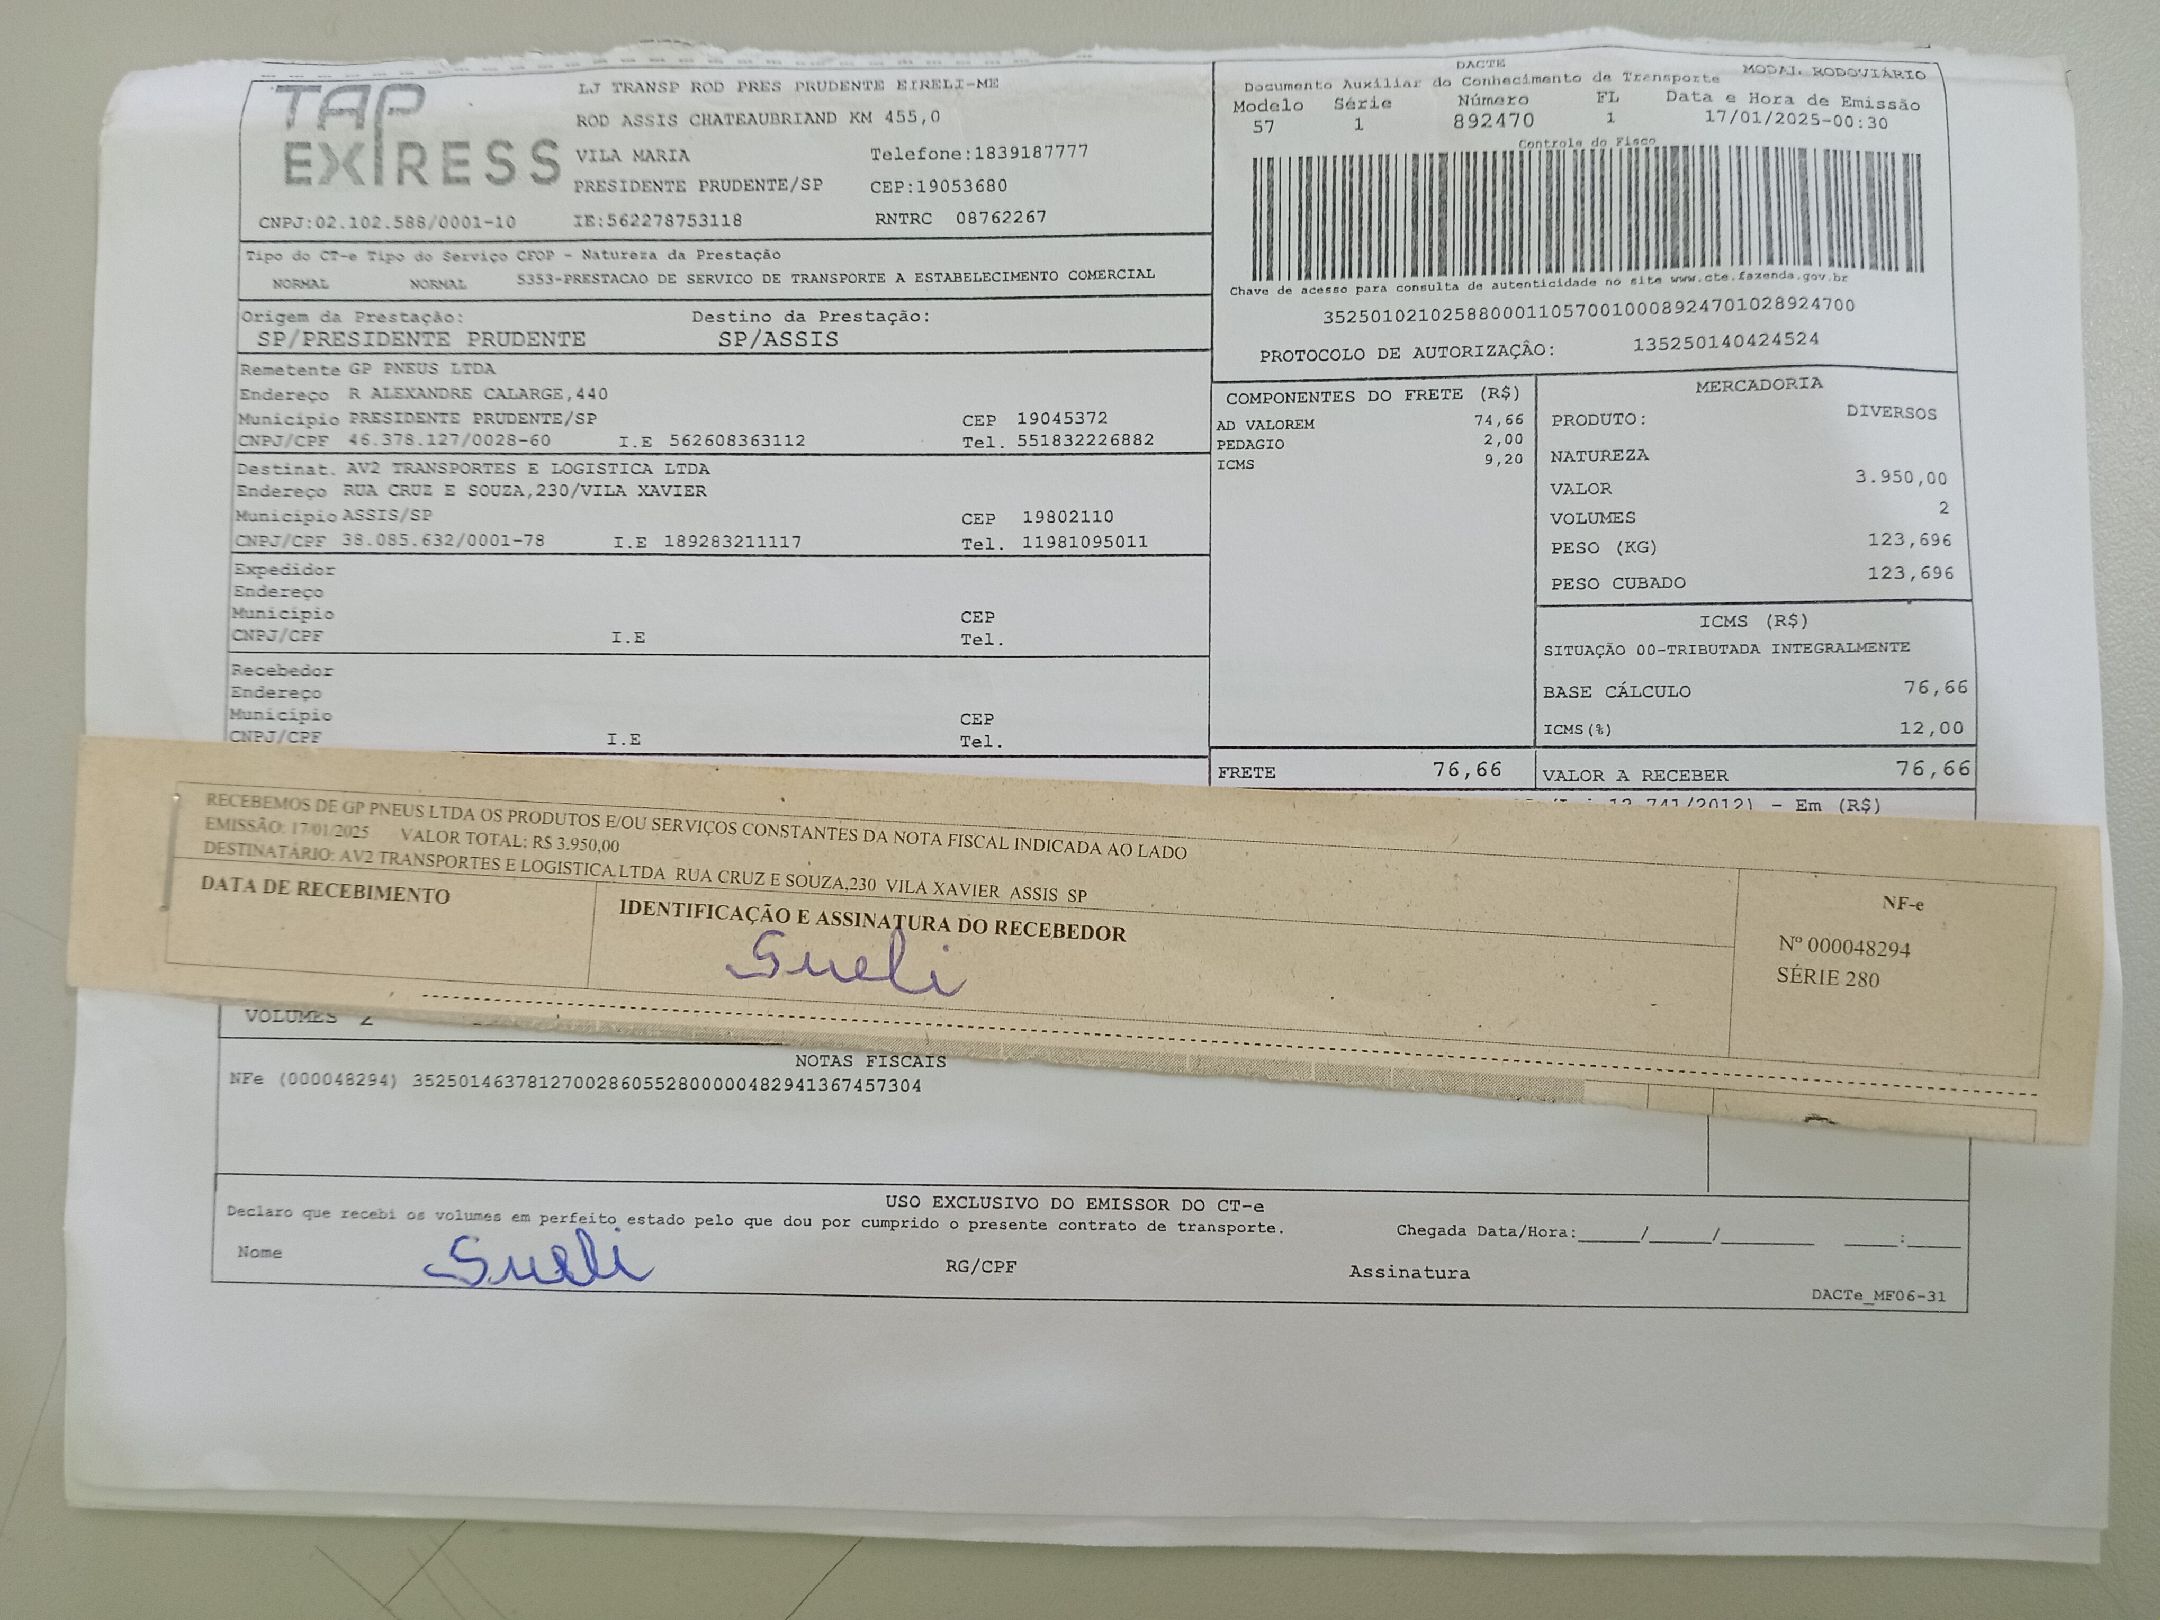 TAP
EXPRESS
LJ TRANSP ROD PRES PRUDENTE EIRELI-ME
ROD ASSIS CHATEAUBRIAND KM 455,0
VILA MARIA Telefone:1839187777
PRESIDENTE PRUDENTE/SP CEP:19053680
CNPJ:02.102.588/0001-10 IE:562278753118 RNTRC 08762267
DACTE MODAL RODOVIÁRIO
Documento Auxiliar do Conhecimento de Transporte
Modelo Série Número FL Data e Hora de Emissão
57 1 892470 1 17/01/2025-00:30
Controle do Fisco
Chave de acesso para consulta de autenticidade no site www.cte.fazenda.gov.br
35250102102588000110570010008924701028924700
PROTOCOLO DE AUTORIZAÇÃO: 135250140424524
Tipo do CT-e Tipo do Serviço CFOP - Natureza da Prestação
NORMAL NORMAL 5353-PRESTACAO DE SERVICO DE TRANSPORTE A ESTABELECIMENTO COMERCIAL
Origem da Prestação: Destino da Prestação:
SP/PRESIDENTE PRUDENTE SP/ASSIS
Remetente GP PNEUS LTDA
Endereço R ALEXANDRE CALARGE,440
Município PRESIDENTE PRUDENTE/SP CEP 19045372
CNPJ/CPF 46.378.127/0028-60 I.E 562608363112 Tel. 551832226882
Destinat. AV2 TRANSPORTES E LOGISTICA LTDA
Endereço RUA CRUZ E SOUZA,230/VILA XAVIER
Município ASSIS/SP CEP 19802110
CNPJ/CPF 38.085.632/0001-78 I.E 189283211117 Tel. 11981095011
Expedidor
Endereço
Município CEP
CNPJ/CPF I.E Tel.
Recebedor
Endereço
Município CEP
CNPJ/CPF I.E Tel.
COMPONENTES DO FRETE (R$)
AD VALOREM 74,66
PEDAGIO 2,00
ICMS 9,20
MERCADORIA
PRODUTO: DIVERSOS
NATUREZA
VALOR 3.950,00
VOLUMES 2
PESO (KG) 123,696
PESO CUBADO 123,696
ICMS (R$)
SITUAÇÃO 00-TRIBUTADA INTEGRALMENTE
BASE CÁLCULO 76,66
ICMS(%) 12,00
FRETE 76,66 VALOR A RECEBER 76,66
12.741/2012) - Em (R$)
RECEBEMOS DE GP PNEUS LTDA OS PRODUTOS E/OU SERVIÇOS CONSTANTES DA NOTA FISCAL INDICADA AO LADO
EMISSÃO: 17/01/2025 VALOR TOTAL: R$ 3.950,00
DESTINATÁRIO: AV2 TRANSPORTES E LOGISTICA LTDA RUA CRUZ E SOUZA,230 VILA XAVIER ASSIS SP
DATA DE RECEBIMENTO IDENTIFICAÇÃO E ASSINATURA DO RECEBEDOR
Sueli
NF-e
Nº 000048294
SÉRIE 280
VOLUMES 2
NOTAS FISCAIS
NFe (000048294) 35250146378127002860552800000482941367457304
USO EXCLUSIVO DO EMISSOR DO CT-e
Declaro que recebi os volumes em perfeito estado pelo que dou por cumprido o presente contrato de transporte. Chegada Data/Hora:_____/_____/_______ ____:____
Nome Sueli RG/CPF Assinatura
DACTe_MF06-31